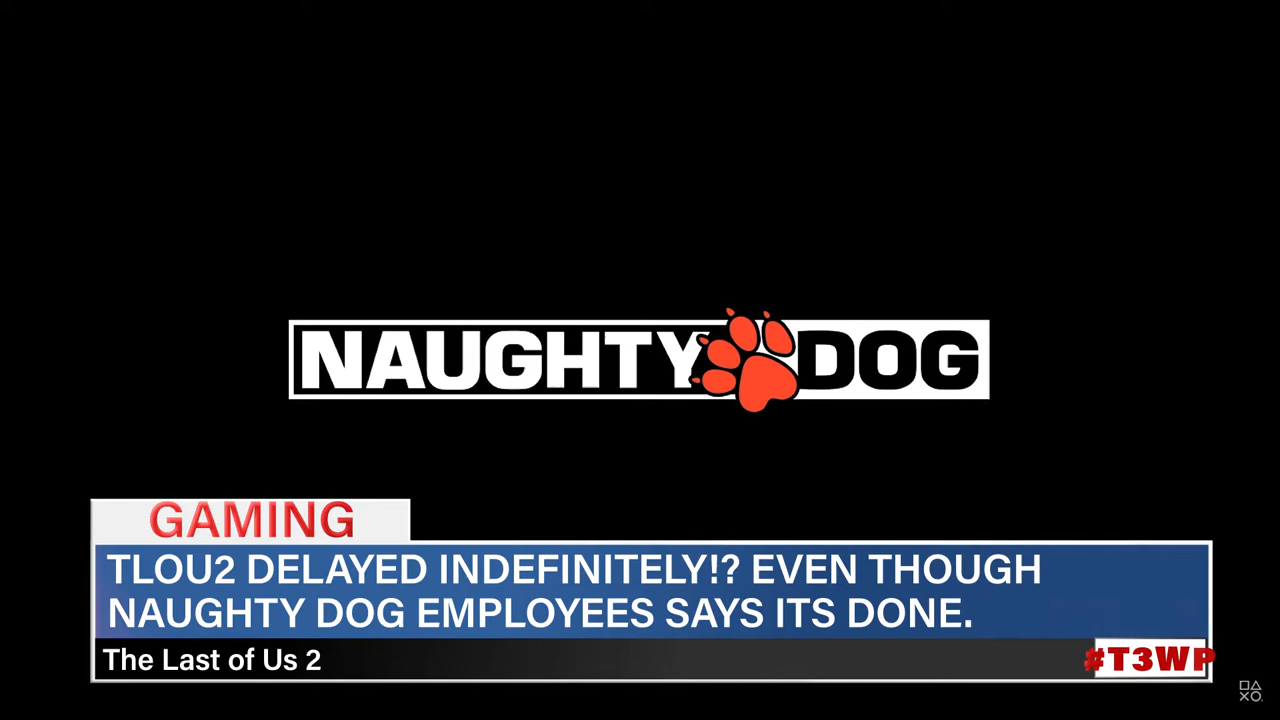 NAUGHTY DOG
GAMING
TLOU2 DELAYED INDEFINITELY!? EVEN THOUGH
NAUGHTY DOG EMPLOYEES SAYS ITS DONE.
The Last of Us 2
#T3WP